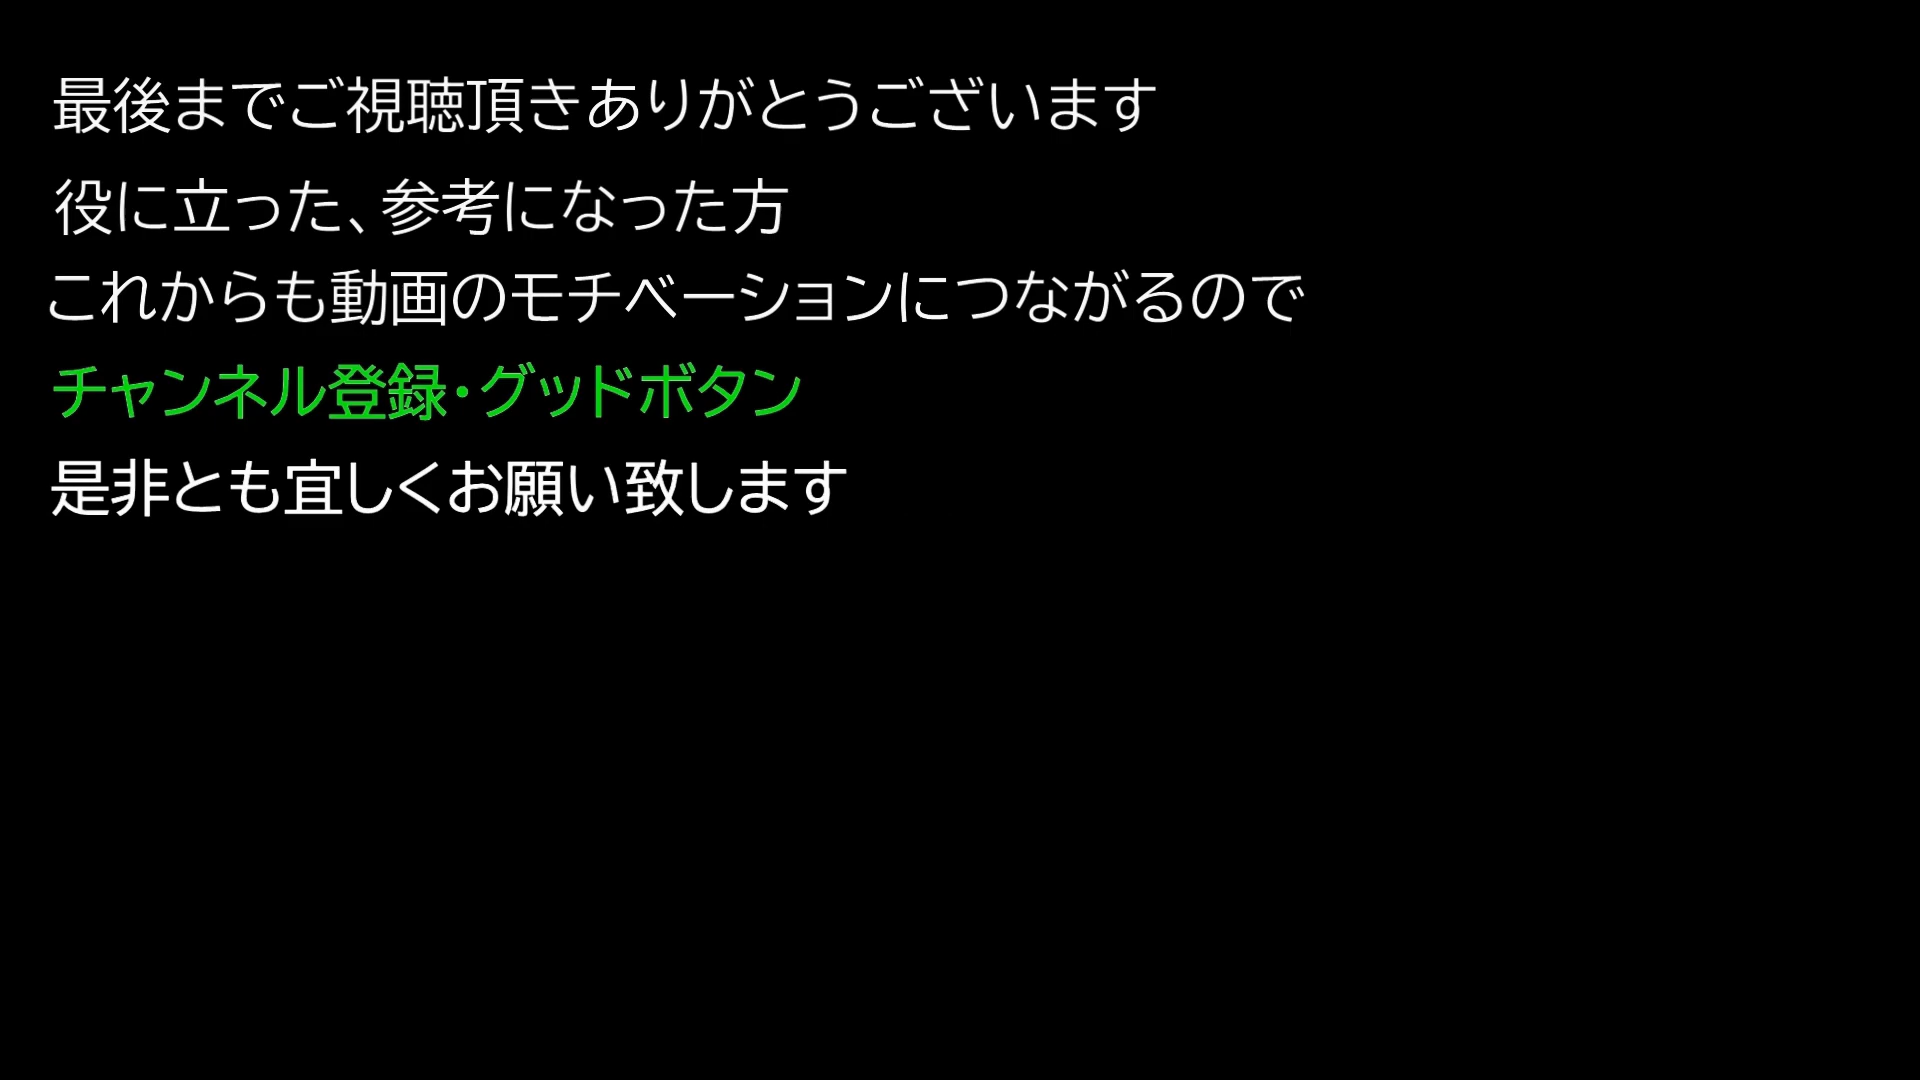 最後までご視聴頂きありがとうございます
役に立った、参考になった方
これからも動画のモチベーションにつながるので
チャンネル登録・グッドボタン
是非とも宜しくお願い致します